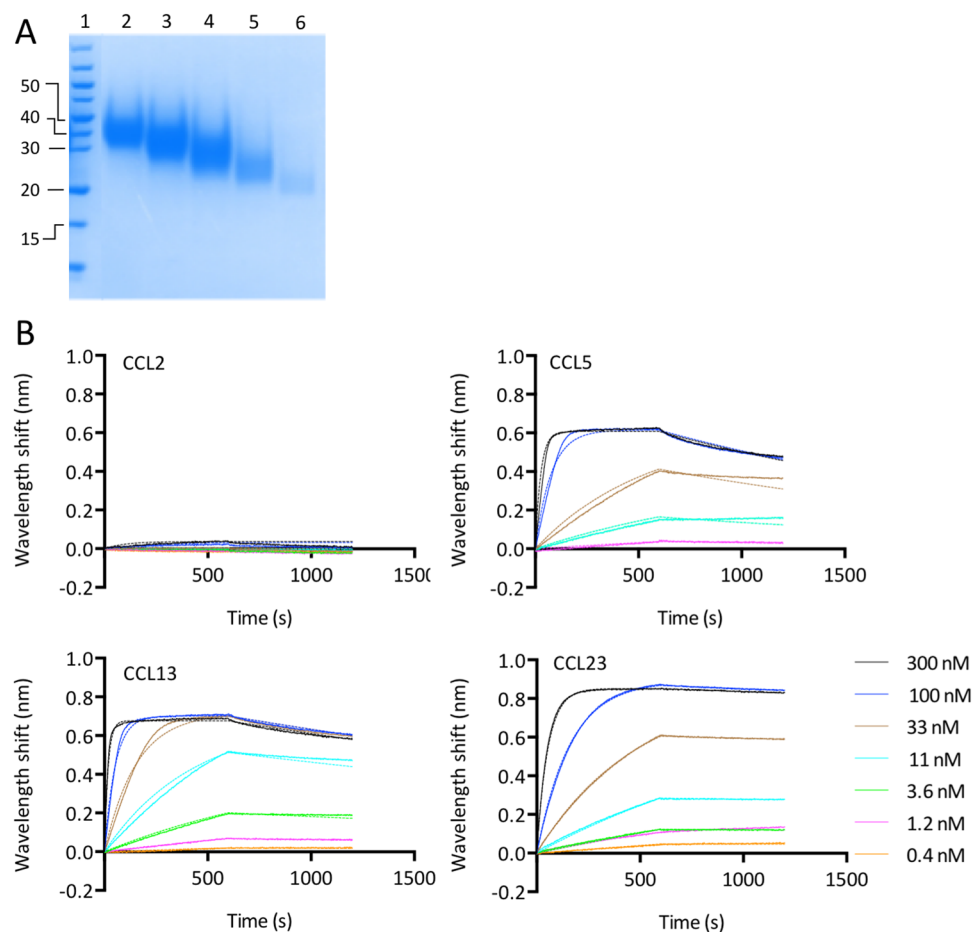 A
1 2 3 4 5 6
50
40
30
20
15
B
CCL2
1.0
0.8
0.6
0.4
0.2
0.0
-0.2
Wavelength shift (nm)
500 1000 1500
Time (s)
CCL5
1.0
0.8
0.6
0.4
0.2
0.0
-0.2
Wavelength shift (nm)
500 1000 1500
Time (s)
CCL13
1.0
0.8
0.6
0.4
0.2
0.0
-0.2
Wavelength shift (nm)
500 1000 1500
Time (s)
CCL23
1.0
0.8
0.6
0.4
0.2
0.0
-0.2
Wavelength shift (nm)
500 1000 1500
Time (s)
300 nM
100 nM
33 nM
11 nM
3.6 nM
1.2 nM
0.4 nM